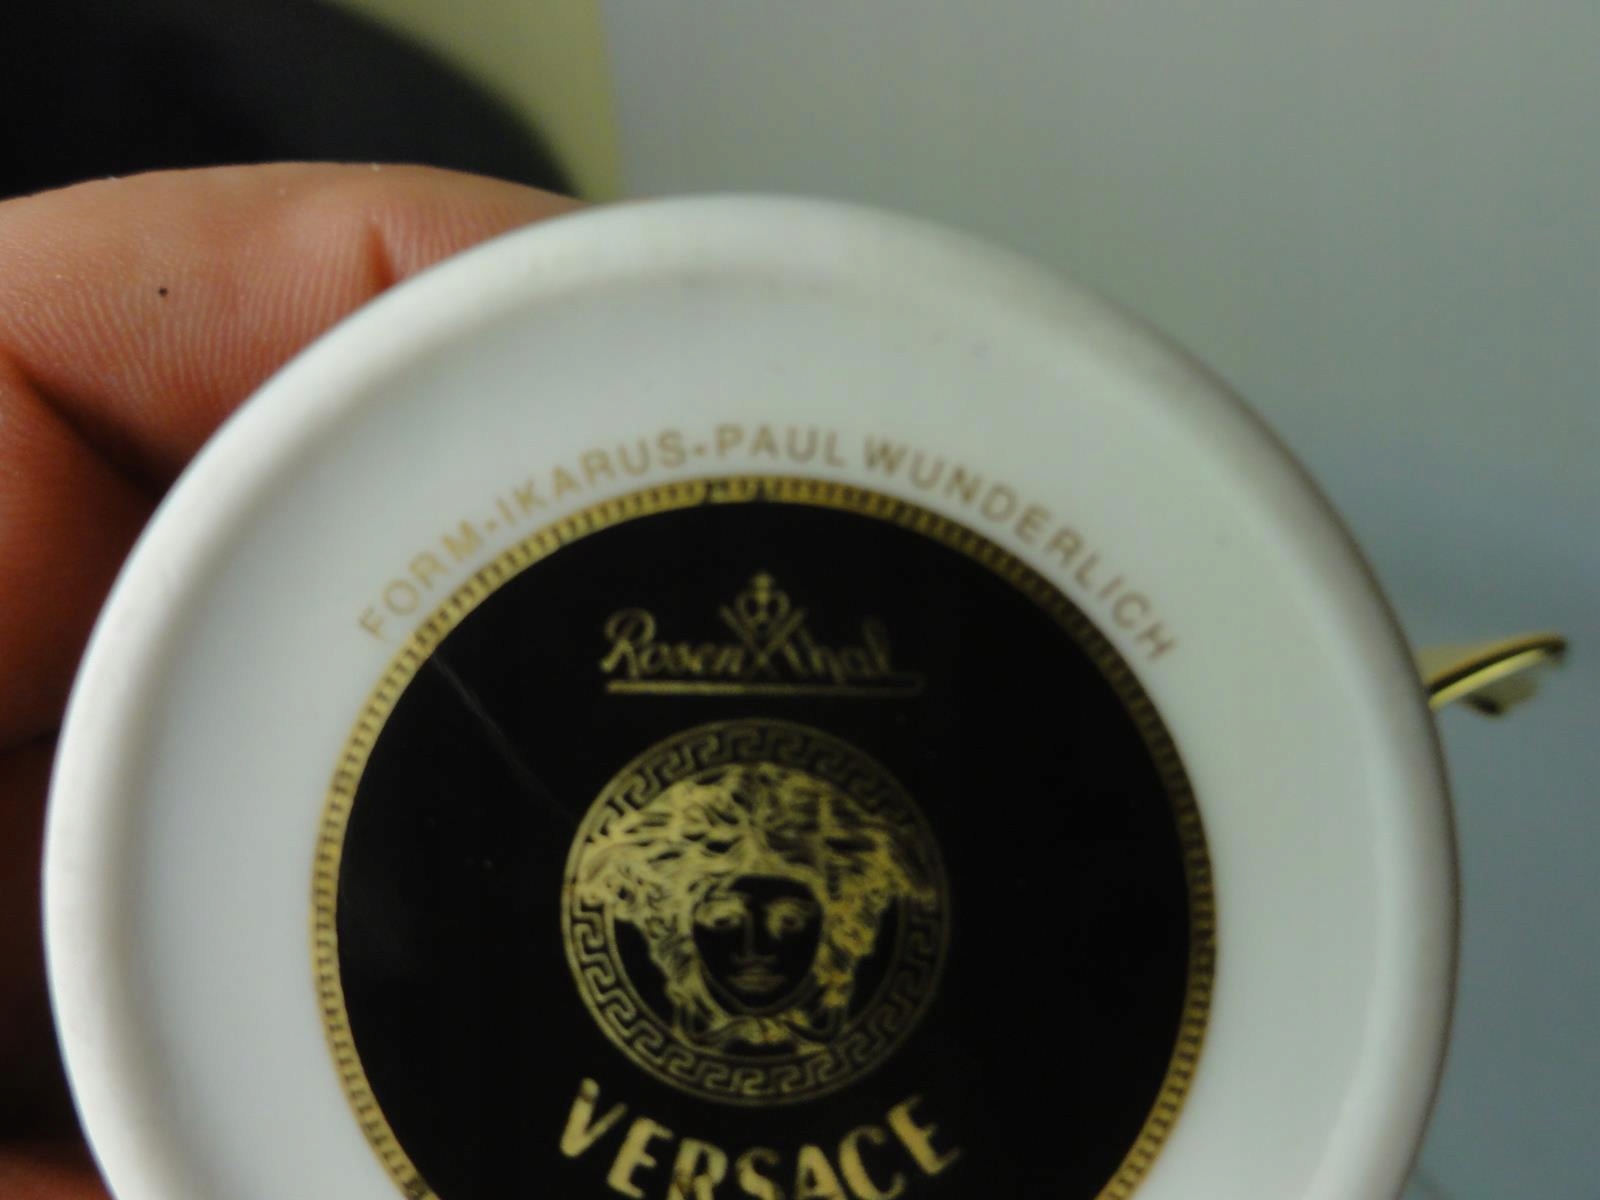 FORM-IKARUS-PAUL WUNDERLICH
Rosenthal
VERSACE